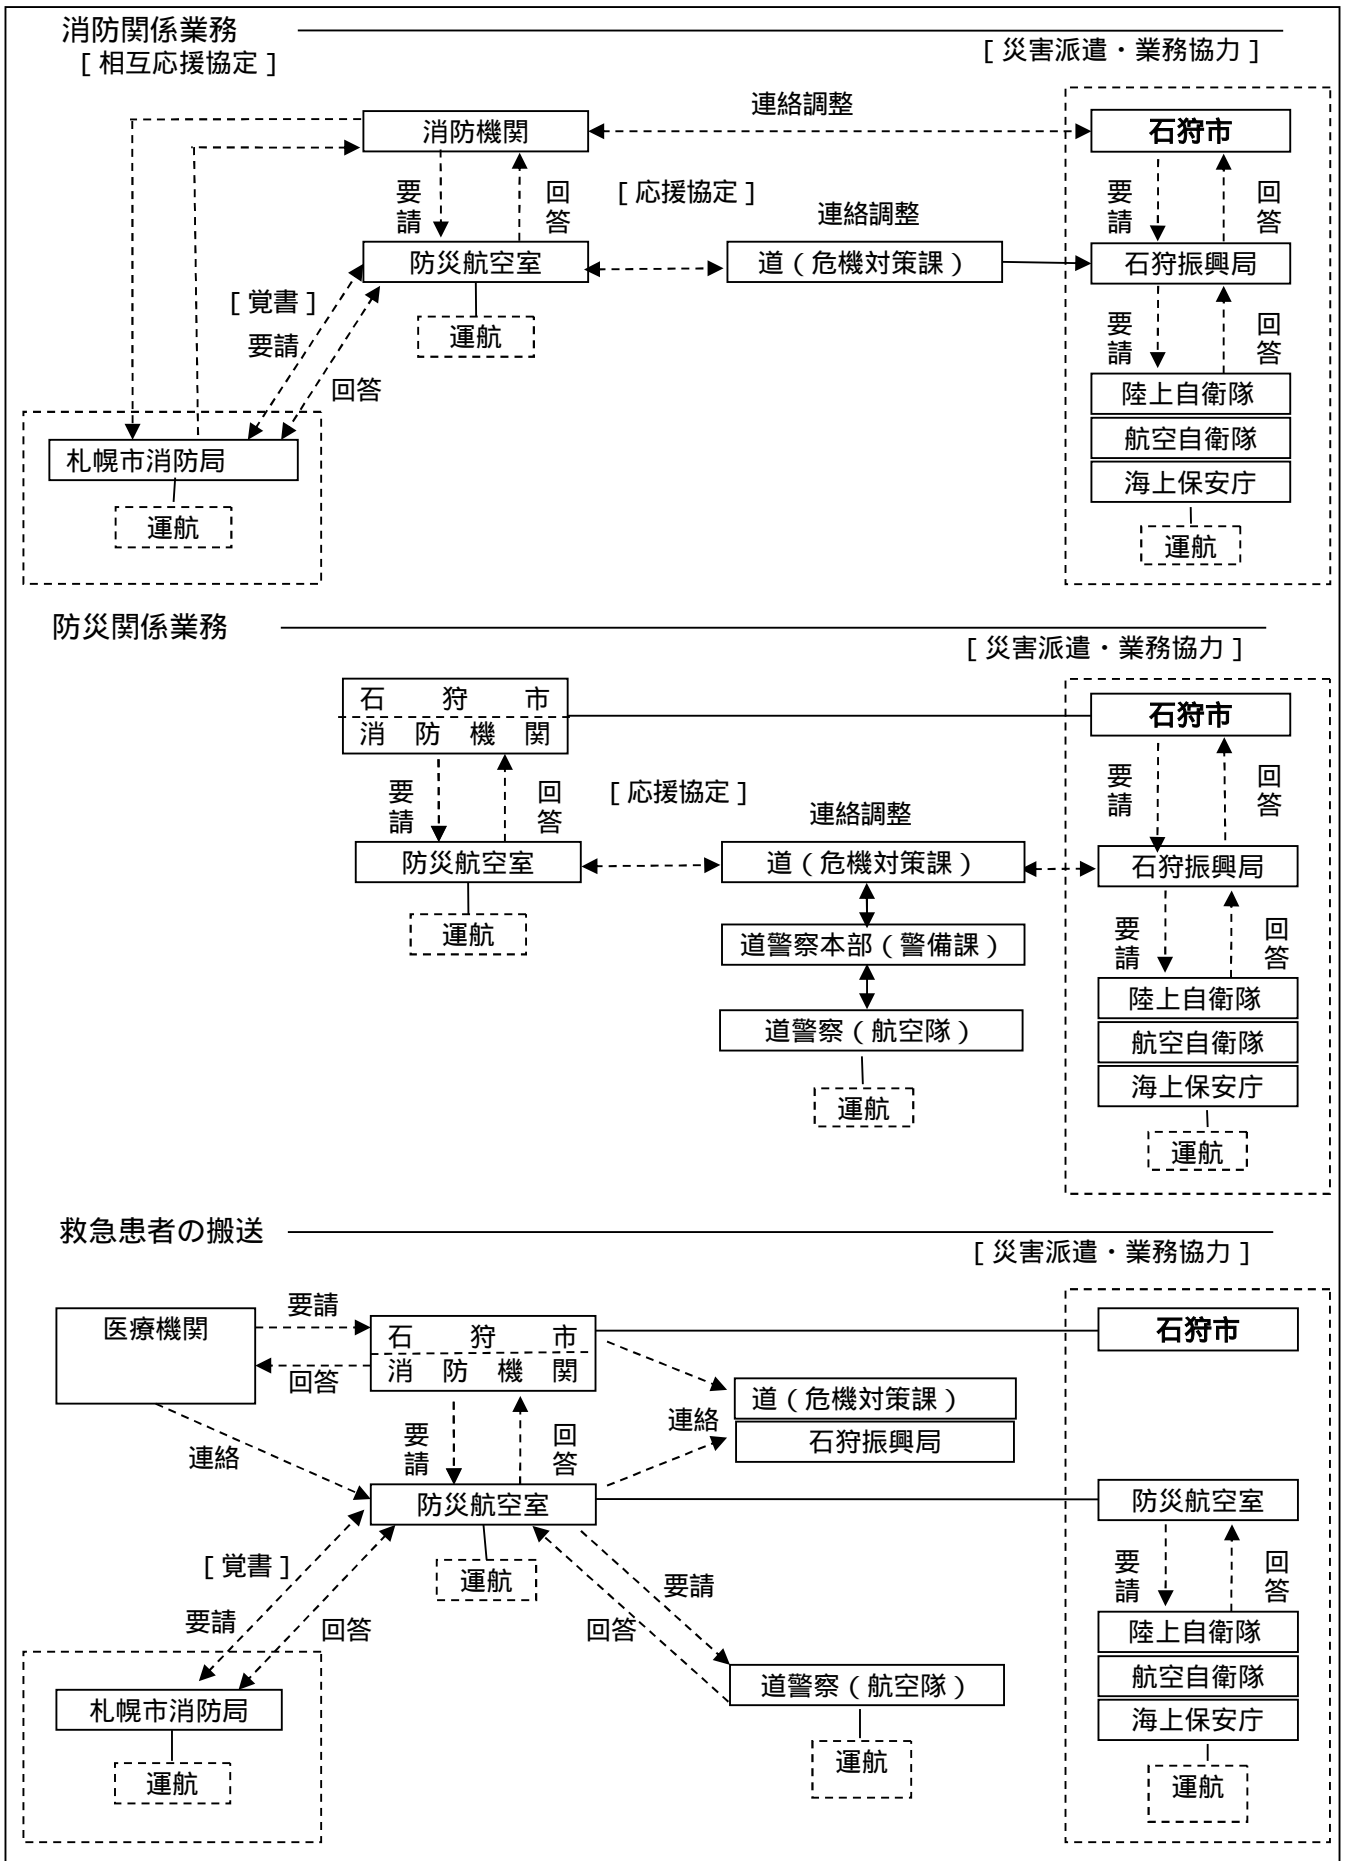 消防関係業務
[相互応援協定]
[災害派遣・業務協力]
連絡調整
消防機関
石狩市
要請
回答
[応援協定]
連絡調整
要請
回答
防災航空室
道(危機対策課)
石狩振興局
[覚書]
要請
回答
運航
要請
回答
陸上自衛隊
航空自衛隊
海上保安庁
運航
札幌市消防局
運航
防災関係業務
[災害派遣・業務協力]
石狩市
消防機関
石狩市
要請
回答
[応援協定]
連絡調整
要請
回答
防災航空室
道(危機対策課)
石狩振興局
運航
道警察本部(警備課)
要請
回答
道警察(航空隊)
運航
陸上自衛隊
航空自衛隊
海上保安庁
運航
救急患者の搬送
[災害派遣・業務協力]
医療機関
要請
回答
石狩市
消防機関
石狩市
道(危機対策課)
石狩振興局
連絡
要請
回答
連絡
防災航空室
防災航空室
[覚書]
要請
回答
運航
要請
回答
要請
回答
陸上自衛隊
航空自衛隊
海上保安庁
運航
道警察(航空隊)
運航
札幌市消防局
運航